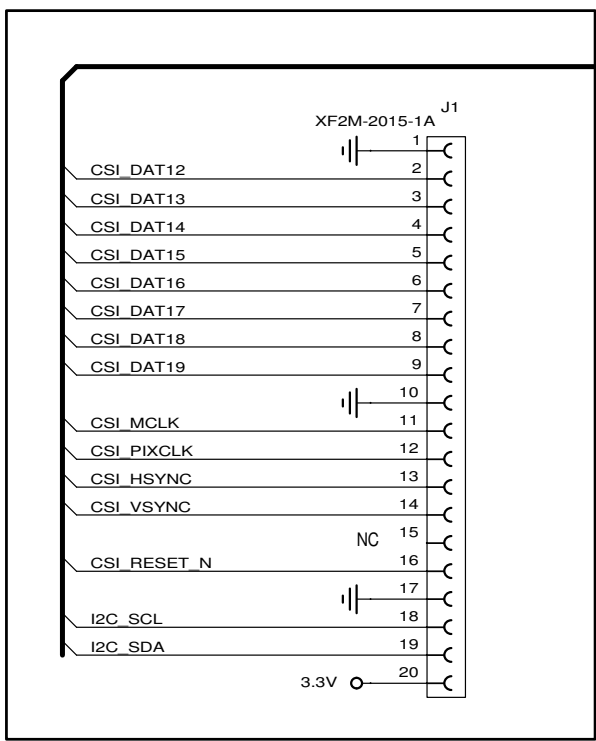 J1
XF2M-2015-1A
1
CSI_DAT12 2
CSI_DAT13 3
CSI_DAT14 4
CSI_DAT15 5
CSI_DAT16 6
CSI_DAT17 7
CSI_DAT18 8
CSI_DAT19 9
10
CSI_MCLK 11
CSI_PIXCLK 12
CSI_HSYNC 13
CSI_VSYNC 14
NC 15
CSI_RESET_N 16
17
I2C_SCL 18
I2C_SDA 19
3.3V 20